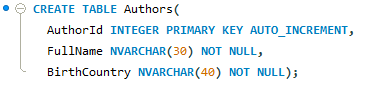 CREATE TABLE Authors(
AuthorId INTEGER PRIMARY KEY AUTO_INCREMENT,
FullName NVARCHAR(30) NOT NULL,
BirthCountry NVARCHAR(40) NOT NULL);